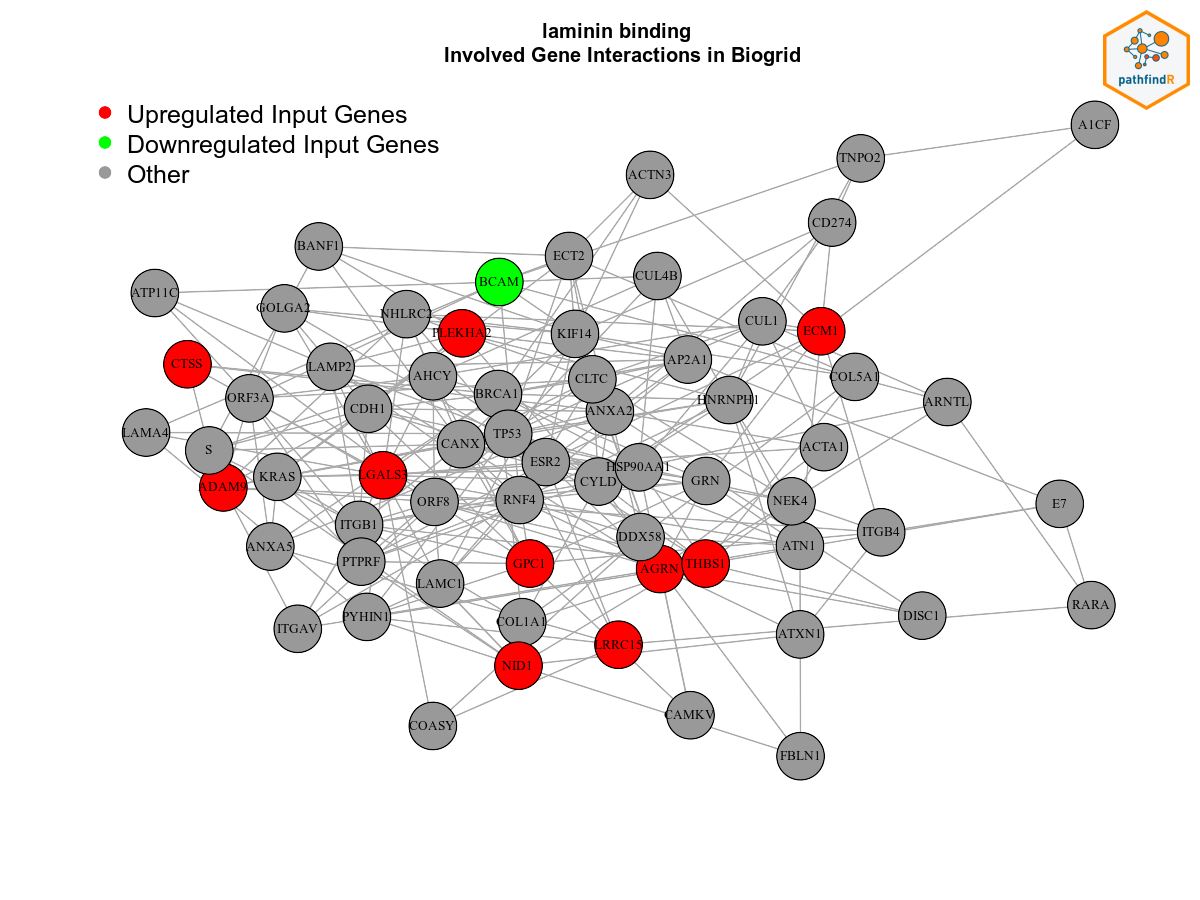 laminin binding
Involved Gene Interactions in Biogrid
pathfindR
Upregulated Input Genes
Downregulated Input Genes
Other
A1CF
TNPO2
ACTN3
CD274
BANF1
ECT2
CUL4B
BCAM
ATP11C
GOLGA2
NHLRC2
PLEKHA2
KIF14
CUL1
ECM1
CTSS
LAMP2
AP2A1
AHCY
CLTC
COL5A1
ORF3A
BRCA1
HNRNPH1
ARNTL
CDH1
ANXA2
LAMA4
TP53
S
CANX
ACTA1
ESR2
HSP90AA1
KRAS
LGALS3
CYLD
GRN
ADAM9
ORF8
RNF4
NEK4
E7
ITGB1
ITGB4
DDX58
ANXA5
ATN1
PTPRF
GPC1
AGRN
THBS1
LAMC1
RARA
PYHIN1
DISC1
COL1A1
ITGAV
ATXN1
LRRC15
NID1
CAMKV
COASY
FBLN1